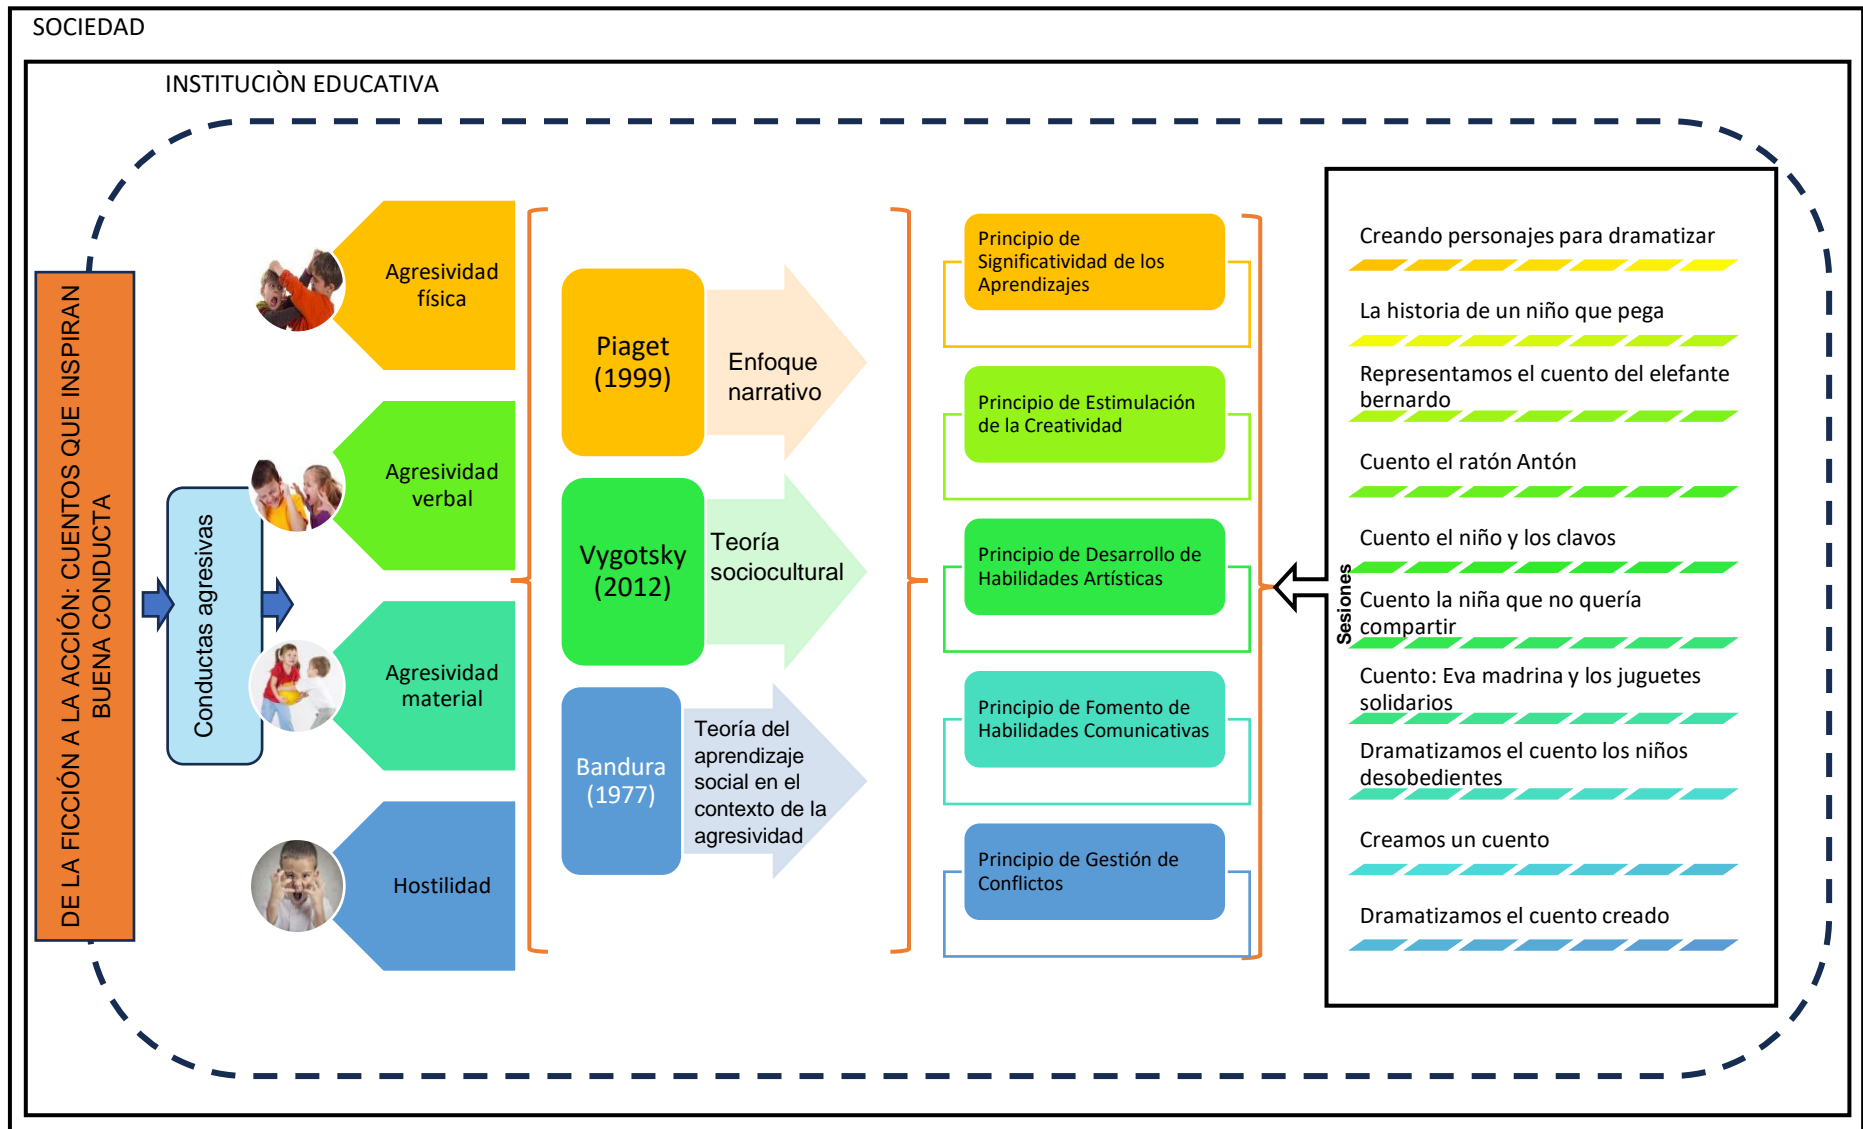 SOCIEDAD
INSTITUCIÒN EDUCATIVA
DE LA FICCIÓN A LA ACCIÓN: CUENTOS QUE INSPIRAN
BUENA CONDUCTA
Conductas agresivas
Agresividad
física
Agresividad
verbal
Agresividad
material
Hostilidad
Piaget
(1999)
Enfoque
narrativo
Vygotsky
(2012)
Teoría
sociocultural
Bandura
(1977)
Teoría del
aprendizaje
social en el
contexto de la
agresividad
Principio de
Significatividad de los
Aprendizajes
Principio de Estimulación
de la Creatividad
Principio de Desarrollo de
Habilidades Artísticas
Principio de Fomento de
Habilidades Comunicativas
Principio de Gestión de
Conflictos
Sesiones
Creando personajes para dramatizar
La historia de un niño que pega
Representamos el cuento del elefante
bernardo
Cuento el ratón Antón
Cuento el niño y los clavos
Cuento la niña que no quería
compartir
Cuento: Eva madrina y los juguetes
solidarios
Dramatizamos el cuento los niños
desobedientes
Creamos un cuento
Dramatizamos el cuento creado